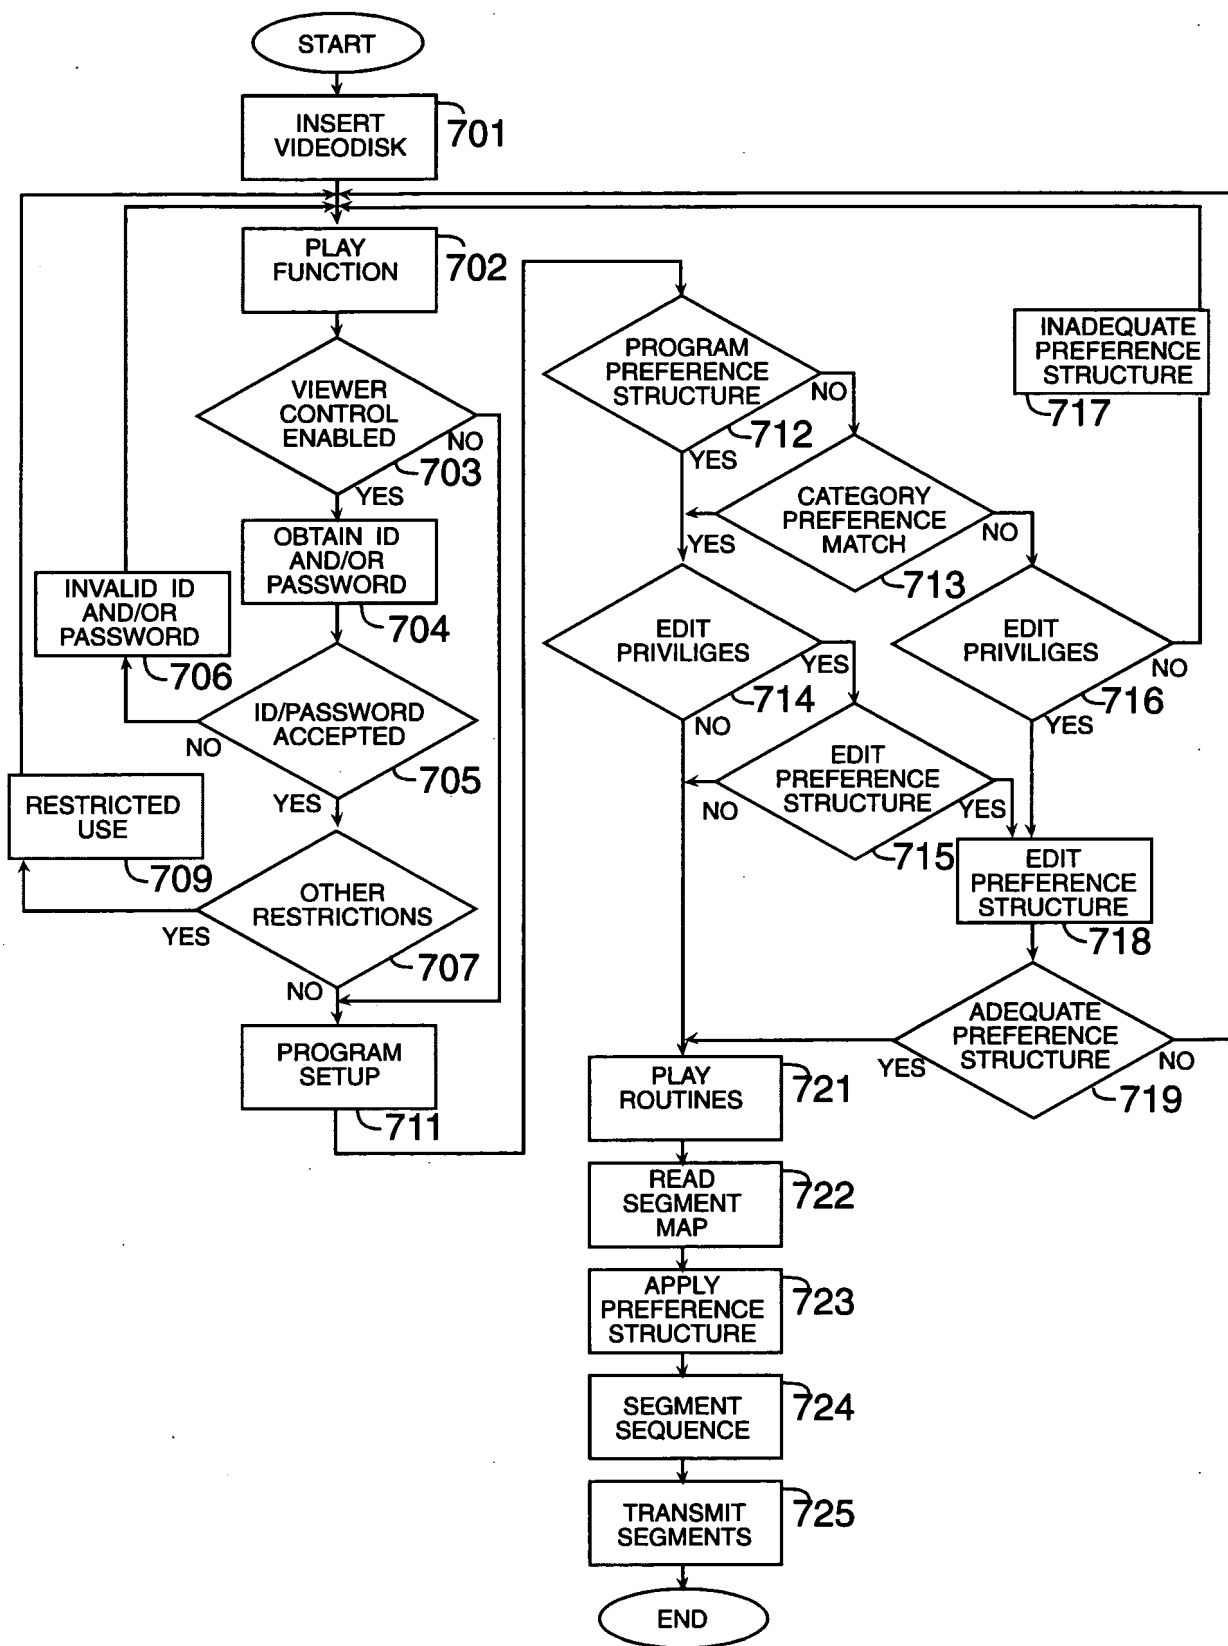 START
INSERT
VIDEODISK
701
PLAY
FUNCTION
702
VIEWER
CONTROL
ENABLED
NO
703
YES
OBTAIN ID
AND/OR
PASSWORD
704
INVALID ID
AND/OR
PASSWORD
706
ID/PASSWORD
ACCEPTED
NO
705
YES
RESTRICTED
USE
709
OTHER
RESTRICTIONS
YES
707
NO
PROGRAM
SETUP
711
PROGRAM
PREFERENCE
STRUCTURE
NO
712
YES
CATEGORY
PREFERENCE
MATCH
YES
NO
713
INADEQUATE
PREFERENCE
STRUCTURE
717
EDIT
PRIVILIGES
YES
714
NO
EDIT
PRIVILIGES
NO
716
YES
EDIT
PREFERENCE
STRUCTURE
NO
YES
715
EDIT
PREFERENCE
STRUCTURE
718
ADEQUATE
PREFERENCE
STRUCTURE
YES
NO
719
PLAY
ROUTINES
721
READ
SEGMENT
MAP
722
APPLY
PREFERENCE
STRUCTURE
723
SEGMENT
SEQUENCE
724
TRANSMIT
SEGMENTS
725
END